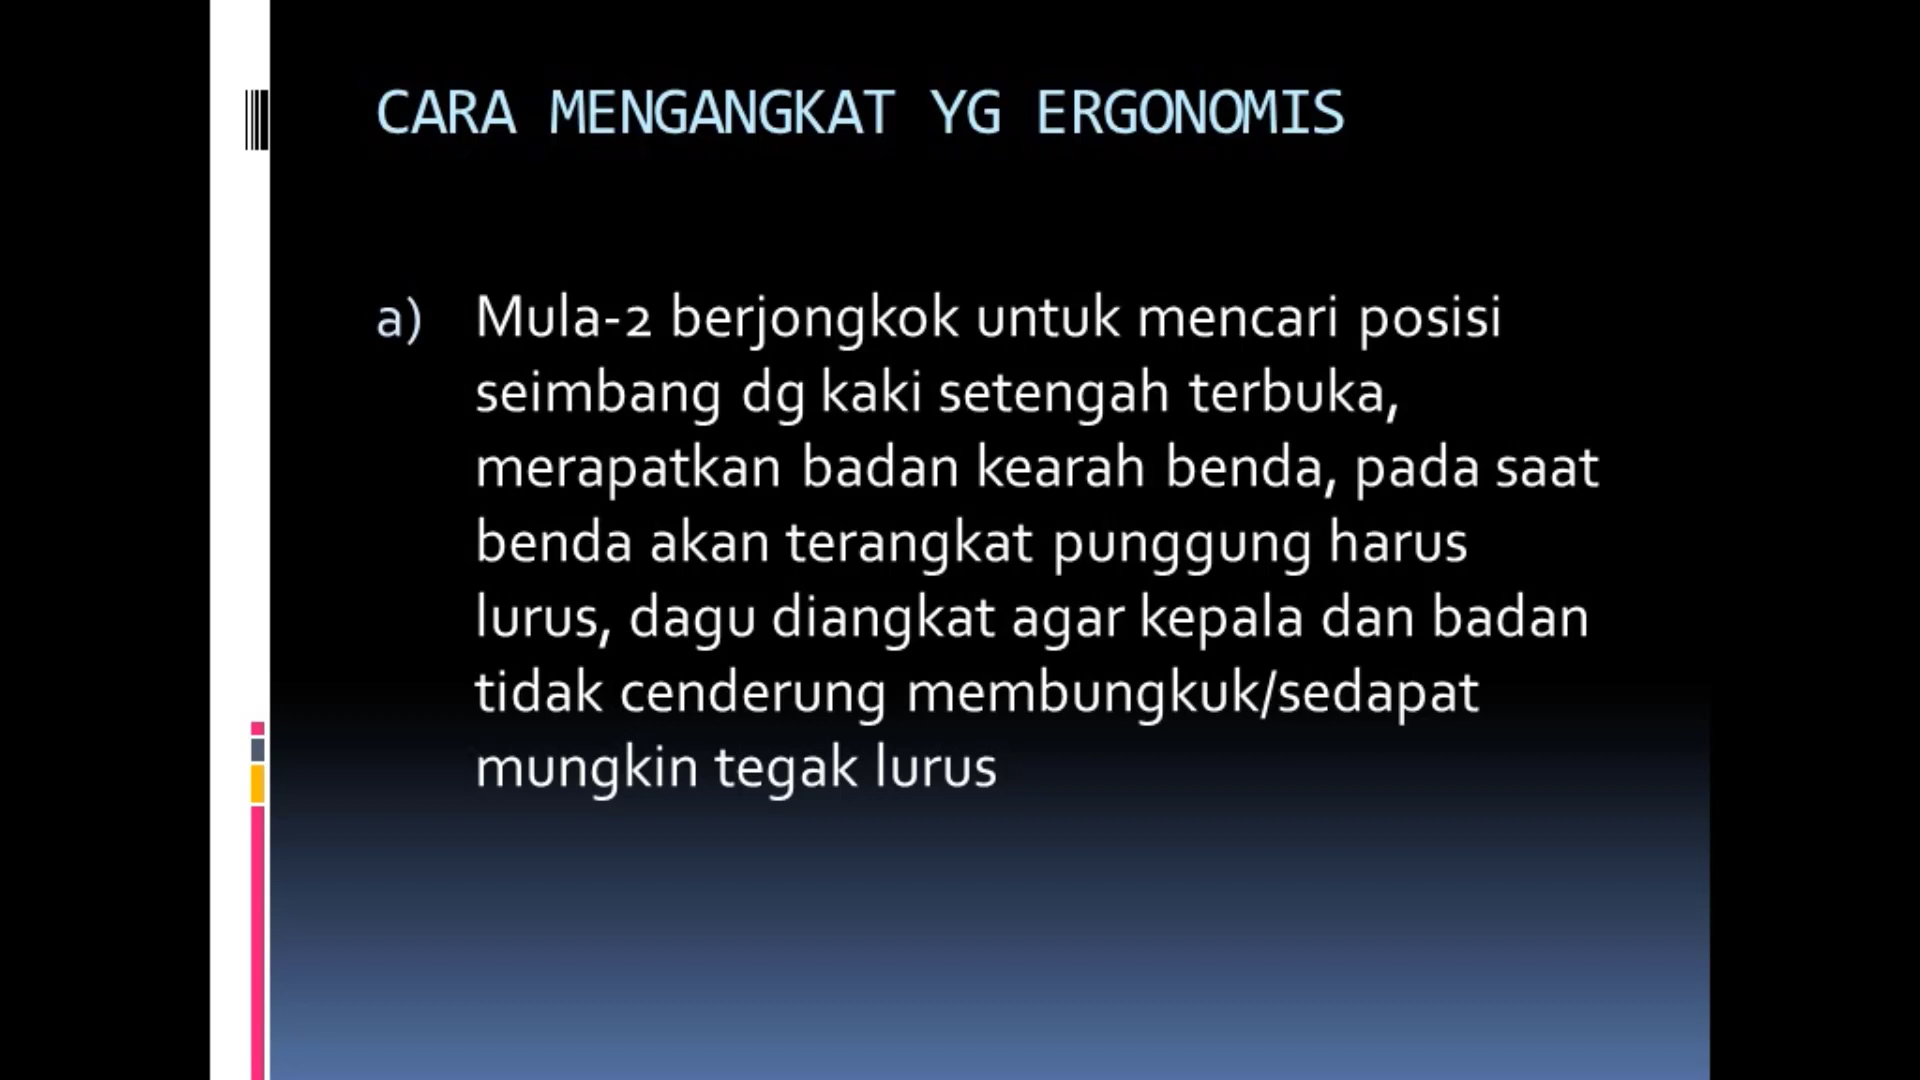 CARA MENGANGKAT YG ERGONOMIS
a) Mula-2 berjongkok untuk mencari posisi
seimbang dg kaki setengah terbuka,
merapatkan badan kearah benda, pada saat
benda akan terangkat punggung harus
lurus, dagu diangkat agar kepala dan badan
tidak cenderung membungkuk/sedapat
mungkin tegak lurus